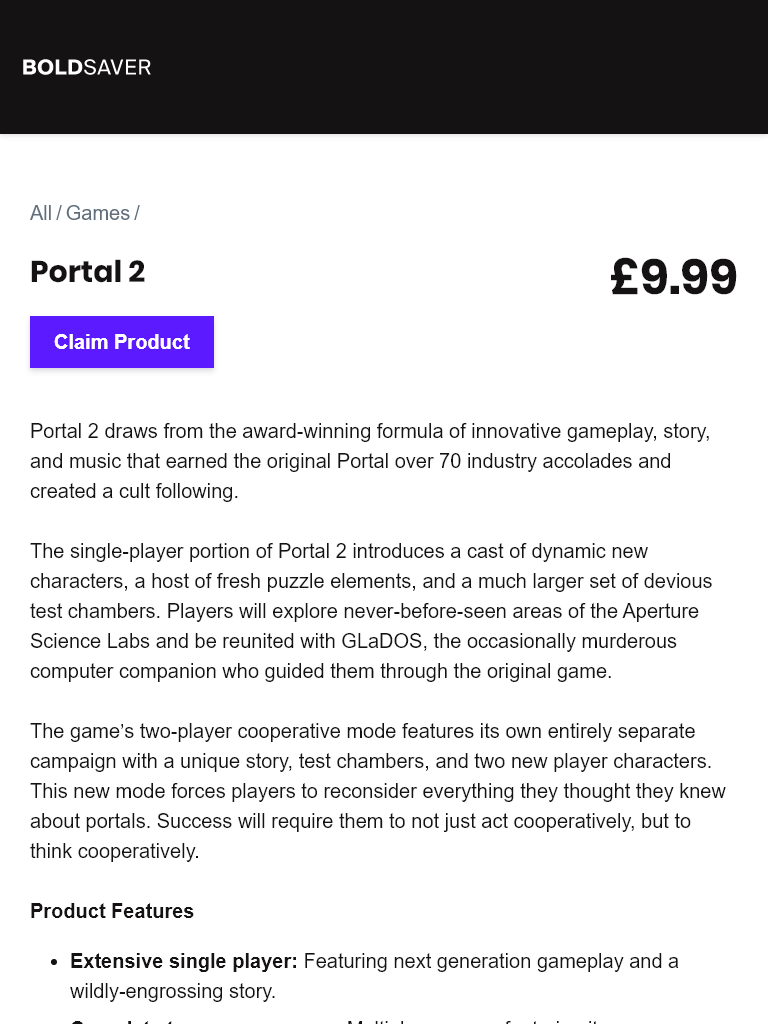 BOLDSAVER
All / Games /
Portal 2
£9.99
Claim Product
Portal 2 draws from the award-winning formula of innovative gameplay, story,
and music that earned the original Portal over 70 industry accolades and
created a cult following.
The single-player portion of Portal 2 introduces a cast of dynamic new
characters, a host of fresh puzzle elements, and a much larger set of devious
test chambers. Players will explore never-before-seen areas of the Aperture
Science Labs and be reunited with GLaDOS, the occasionally murderous
computer companion who guided them through the original game.
The game’s two-player cooperative mode features its own entirely separate
campaign with a unique story, test chambers, and two new player characters.
This new mode forces players to reconsider everything they thought they knew
about portals. Success will require them to not just act cooperatively, but to
think cooperatively.
Product Features
• Extensive single player: Featuring next generation gameplay and a
wildly-engrossing story.